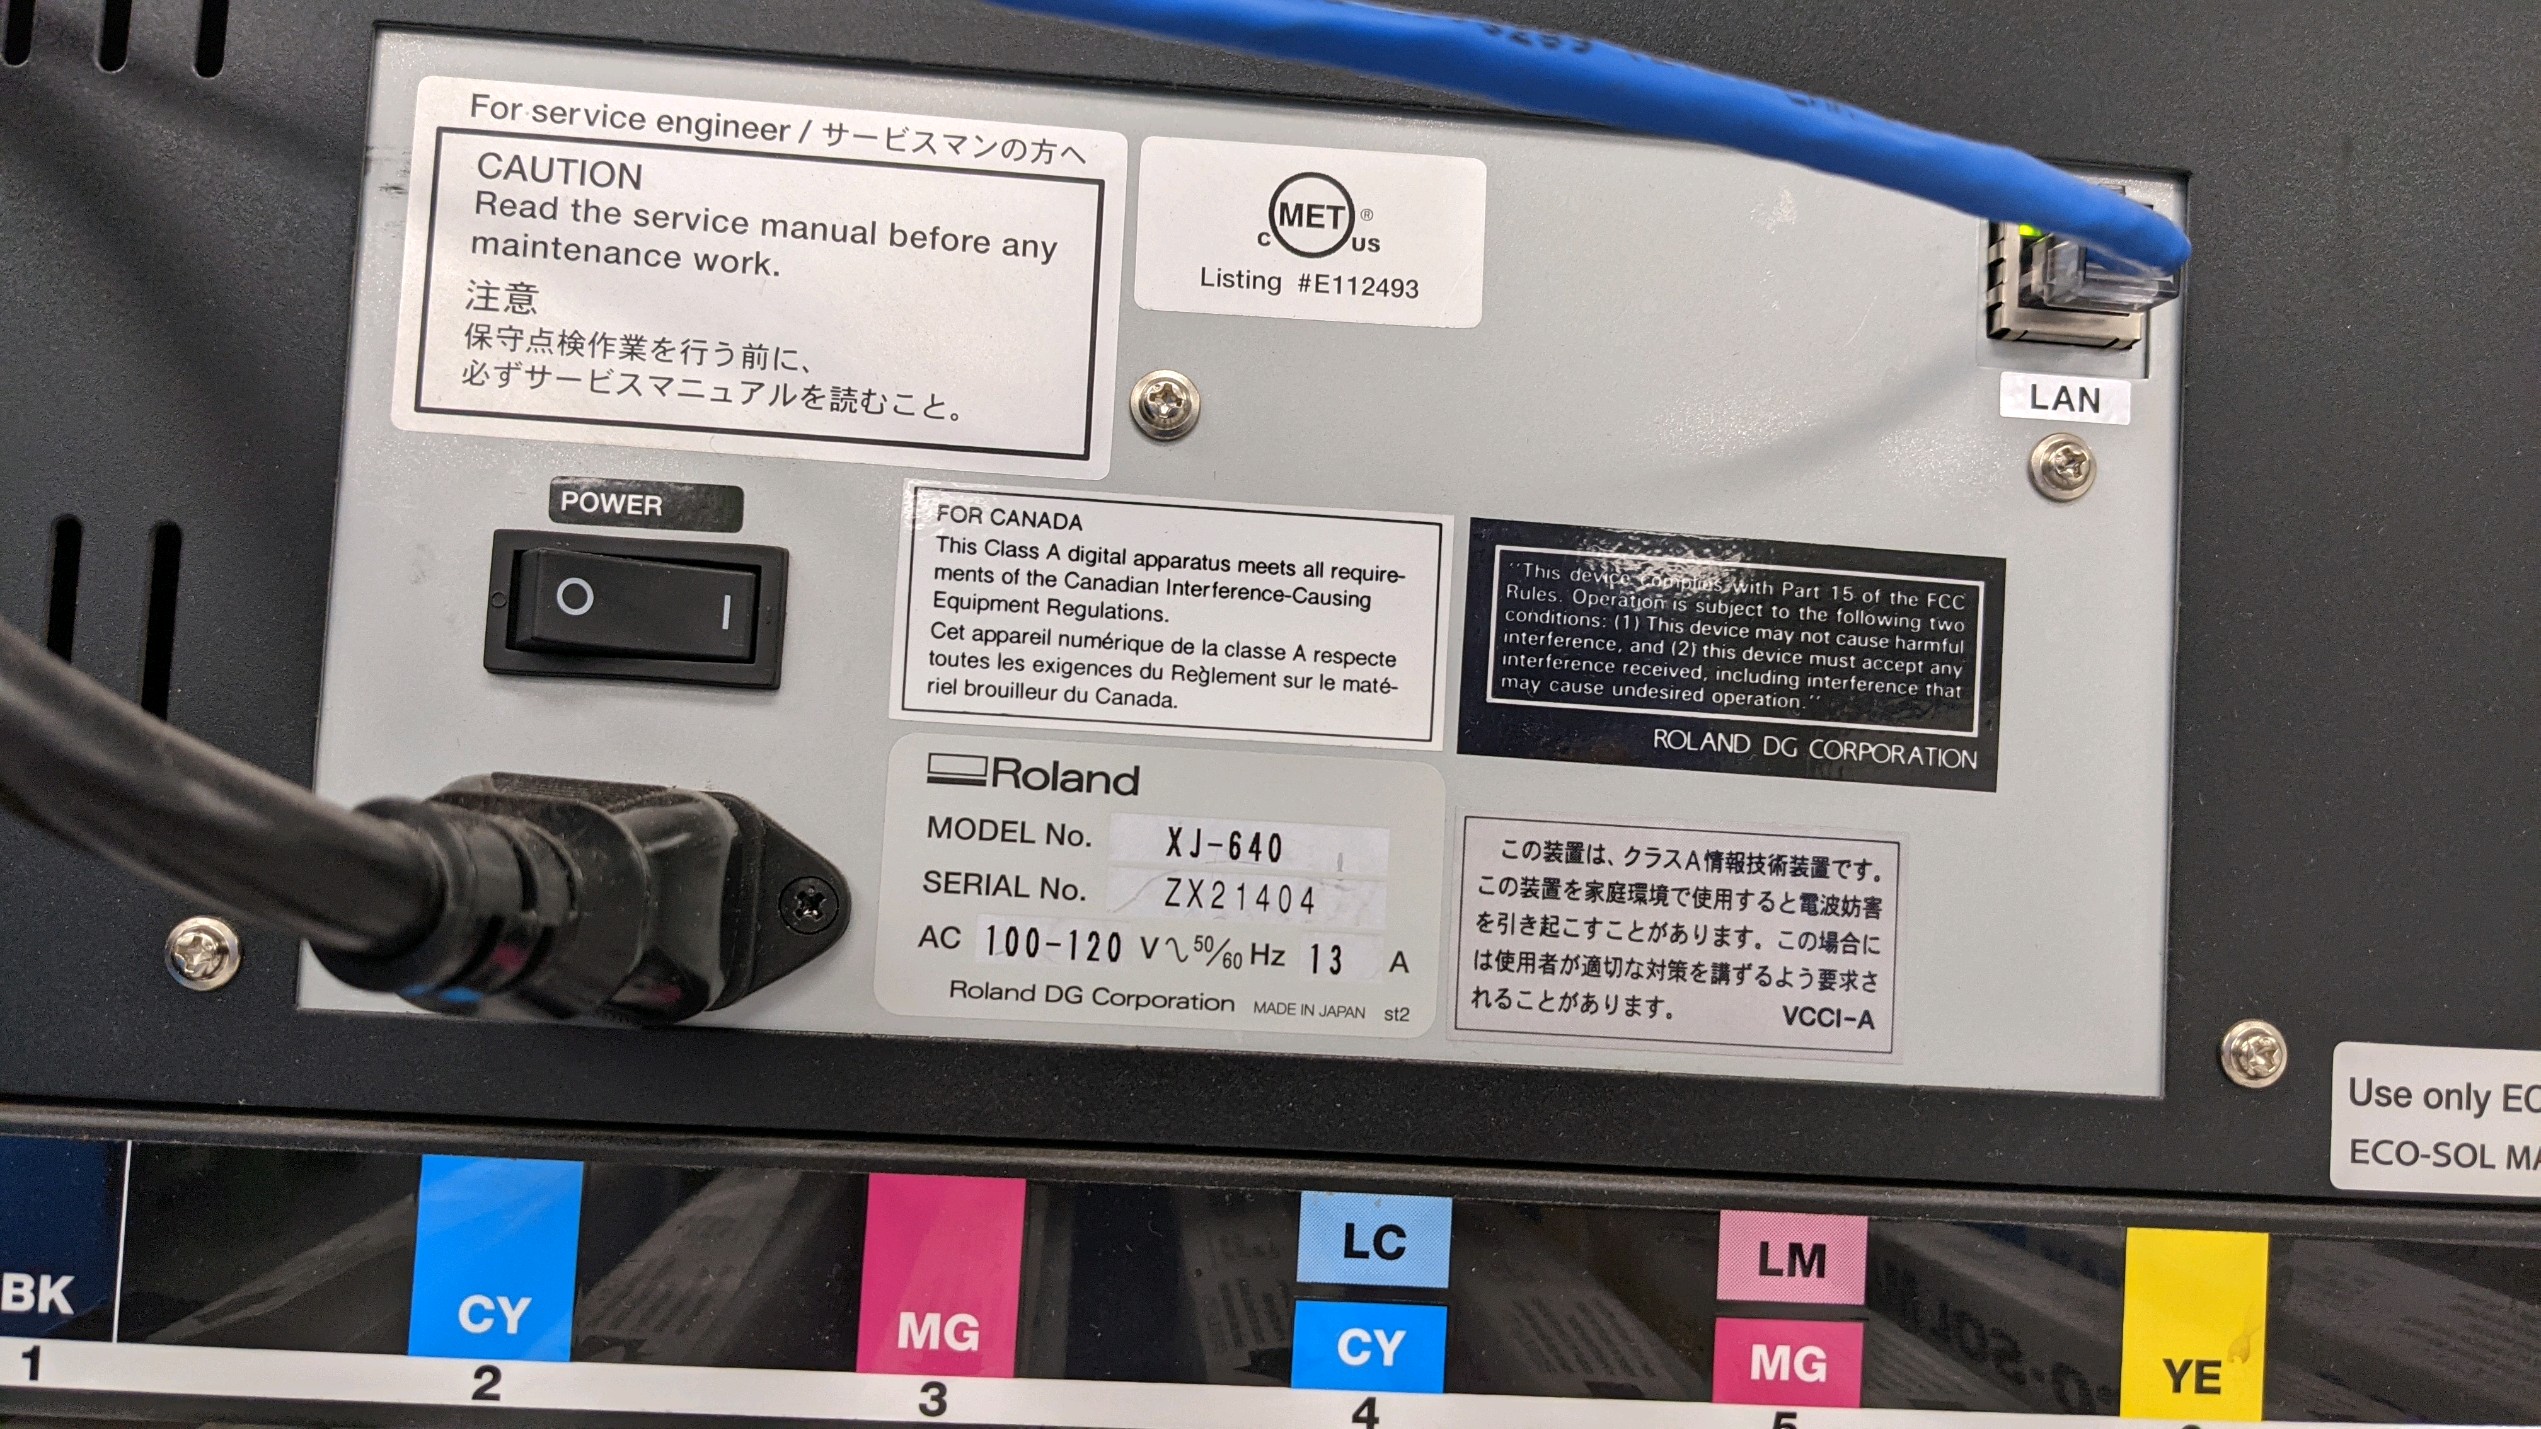 For service engineer / サービスマンの方へ
CAUTION
Read the service manual before any
maintenance work.
注意
保守点検作業を行う前に、
必ずサービスマニュアルを読むこと。
MET ®
C US
Listing #E112493
LAN
POWER
O I
FOR CANADA
This Class A digital apparatus meets all require-
ments of the Canadian Interference-Causing
Equipment Regulations.
Cet appareil numérique de la classe A respecte
toutes les exigences du Règlement sur le maté-
riel brouilleur du Canada.
"This device complies with Part 15 of the FCC
Rules. Operation is subject to the following two
conditions: (1) This device may not cause harmful
interference, and (2) this device must accept any
interference received, including interference that
may cause undesired operation."
ROLAND DG CORPORATION
Roland
MODEL No. XJ-640
SERIAL No. ZX21404
AC 100-120 V∿ 50/60 Hz 13 A
Roland DG Corporation MADE IN JAPAN st2
この装置は、クラスA情報技術装置です。
この装置を家庭環境で使用すると電波妨害
を引き起こすことがあります。この場合に
は使用者が適切な対策を講ずるよう要求さ
れることがあります。 VCCI-A
Use only
ECO-SOL
BK
CY
MG
LC
CY
LM
MG
YE
1
2
3
4
5